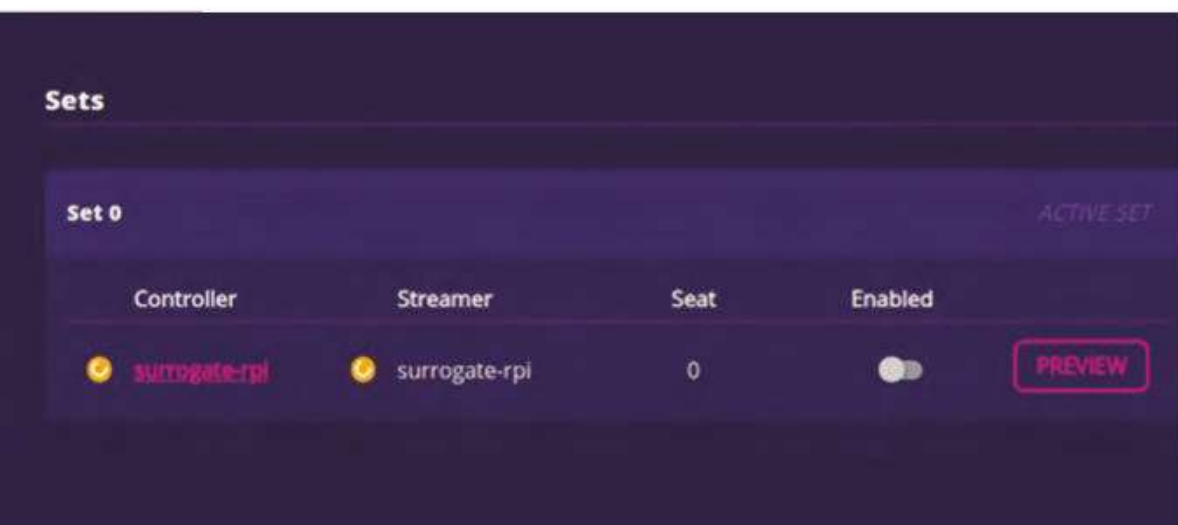 Sets
Set 0 ACTIVE SET
Controller Streamer Seat Enabled
surrogate-rpi surrogate-rpi 0 PREVIEW